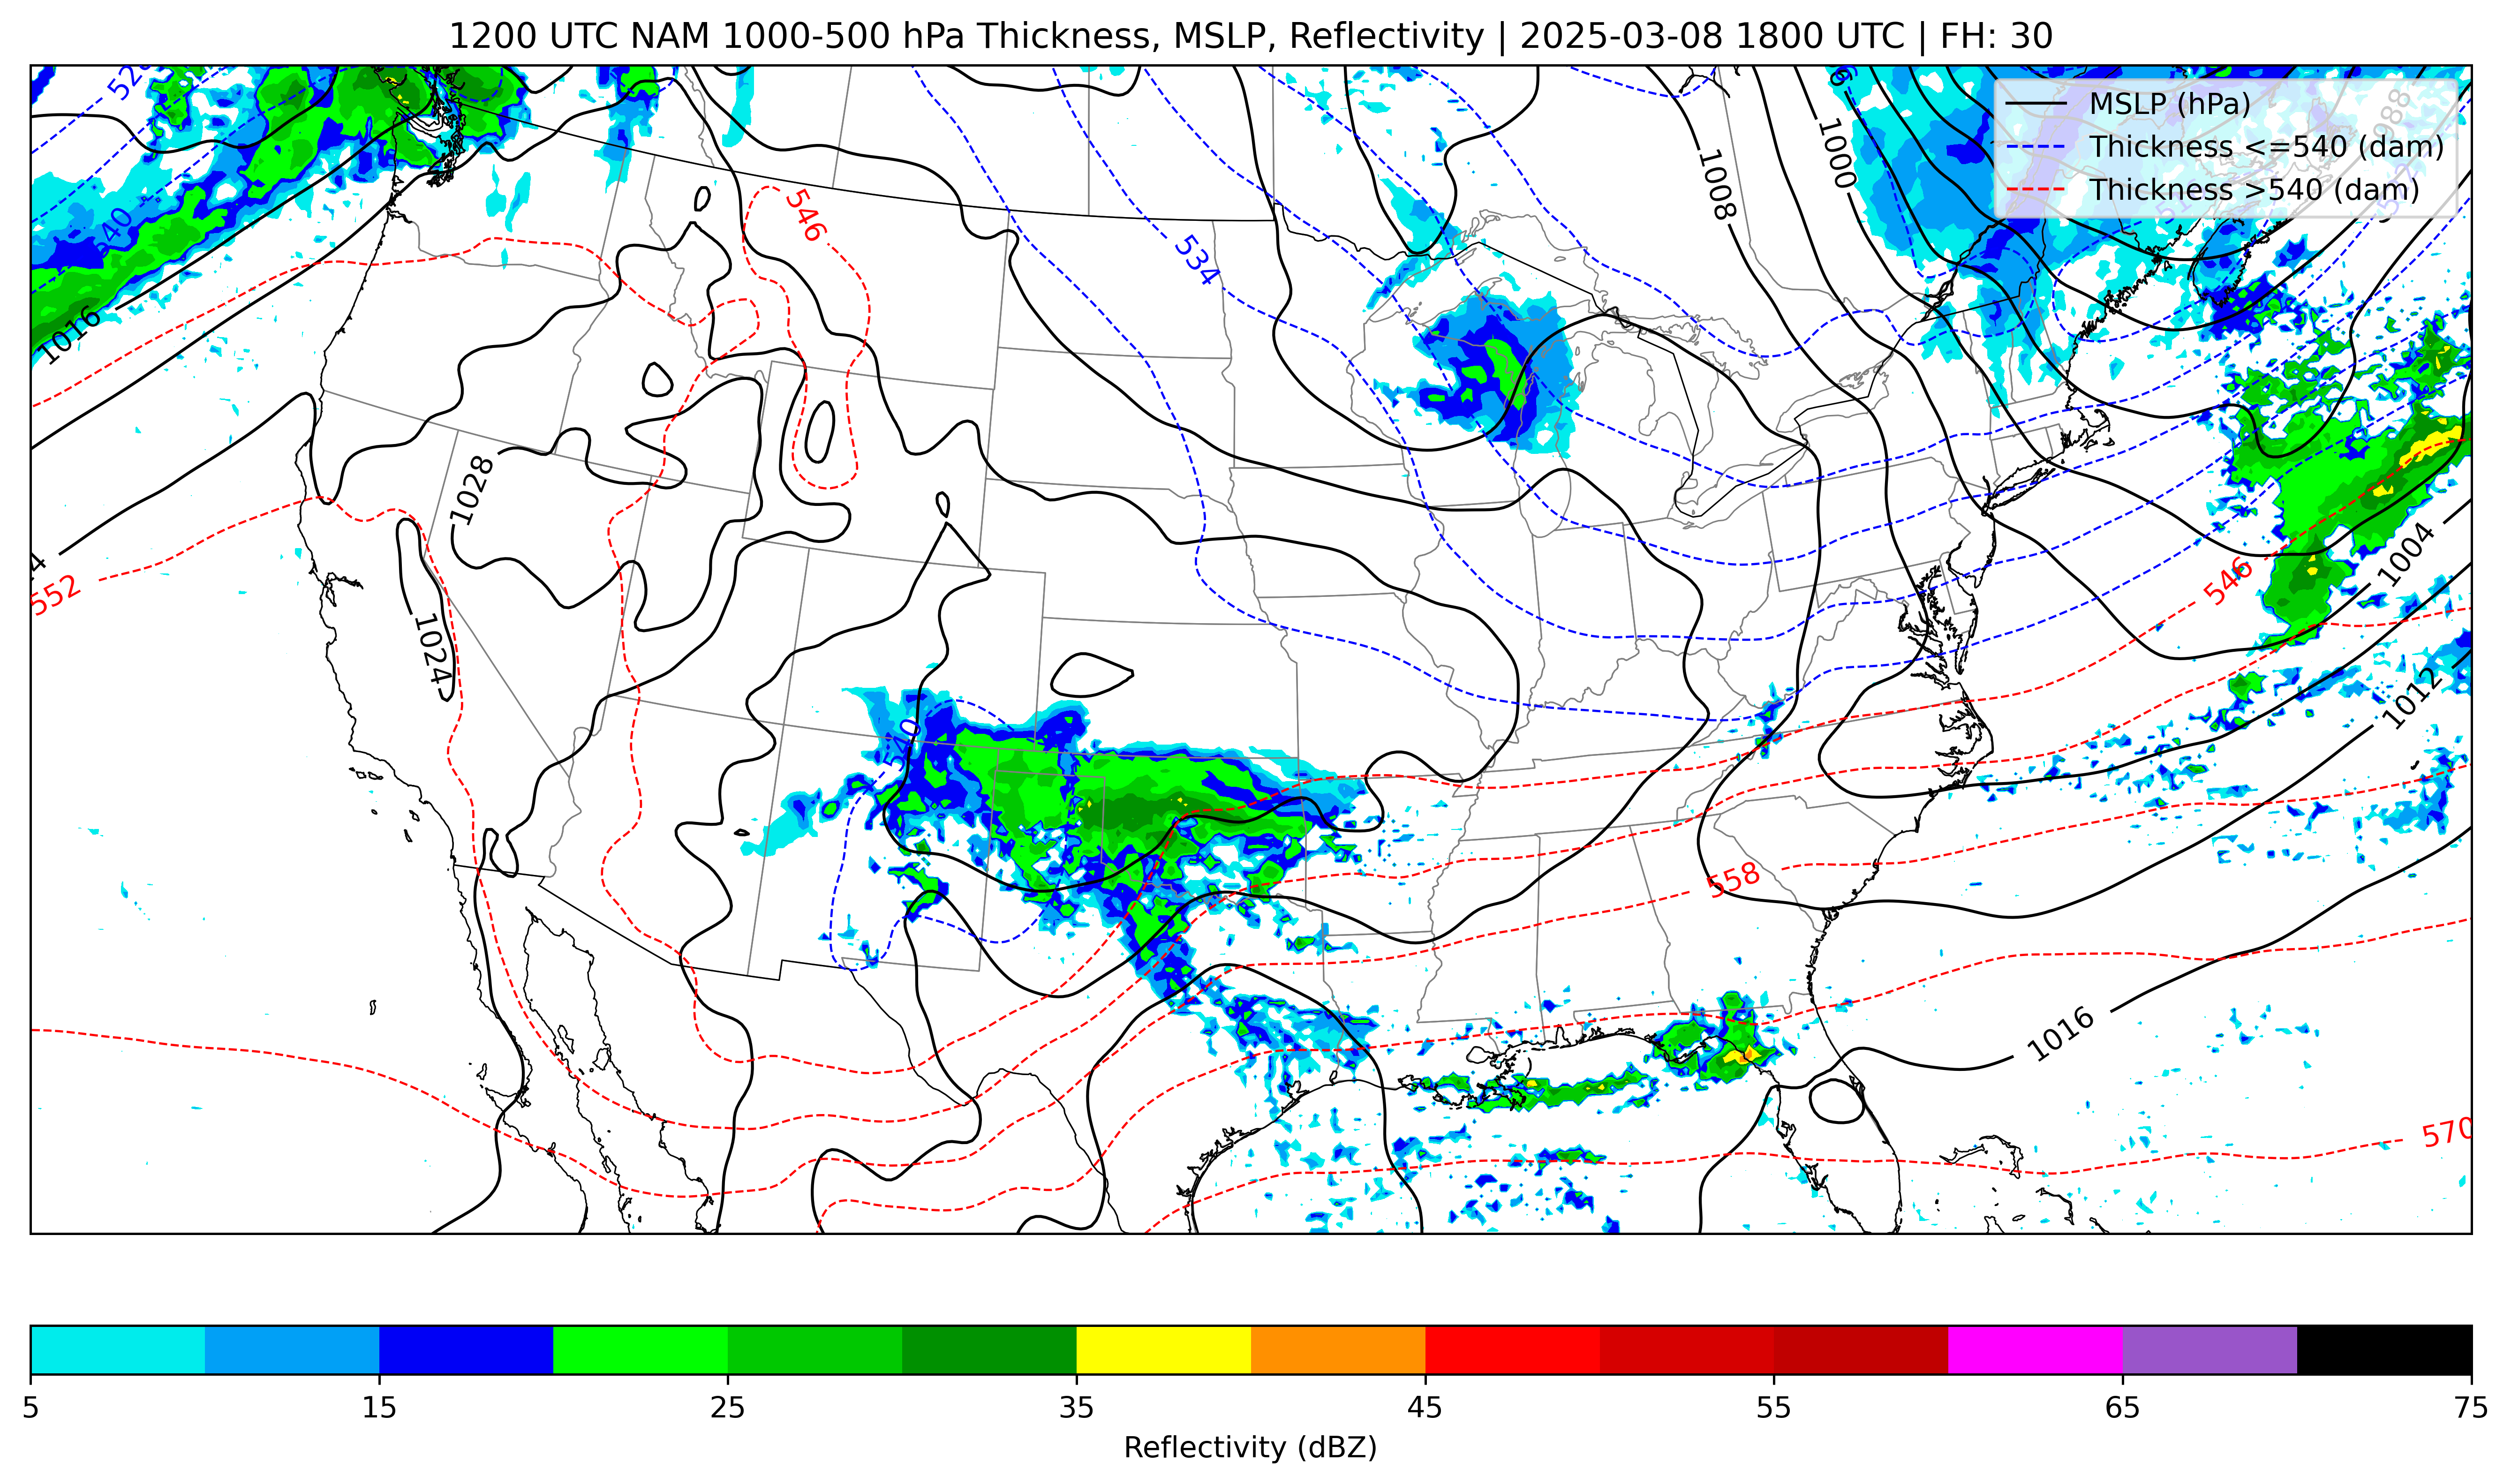 1200 UTC NAM 1000-500 hPa Thickness, MSLP, Reflectivity | 2025-03-08 1800 UTC | FH: 30
MSLP (hPa)
Thickness <=540 (dam)
Thickness >540 (dam)
988
1000
1008
546
534
540
1016
1028
552
1024
1004
546
1012
540
558
1016
570
5 15 25 35 45 55 65 75
Reflectivity (dBZ)